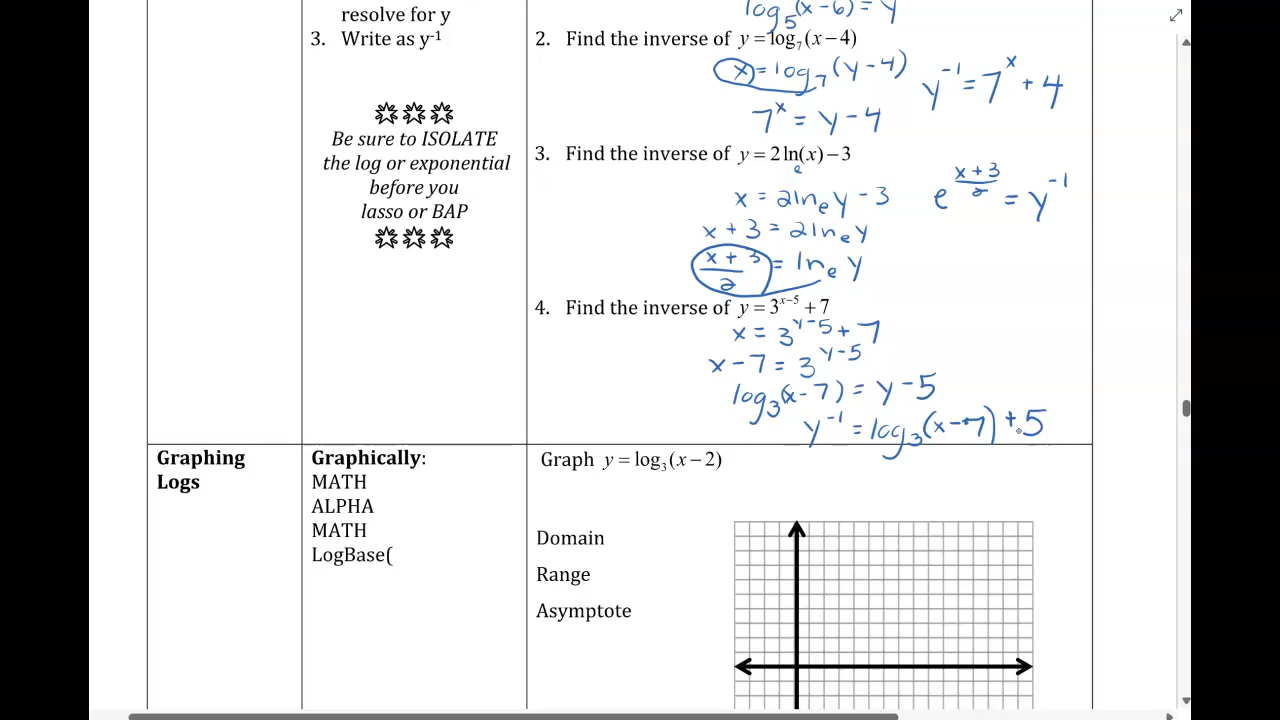 resolve for y
3. Write as y⁻¹
Be sure to ISOLATE
the log or exponential
before you
lasso or BAP
log₅(x-6) = y
2. Find the inverse of y = log₇(x − 4)
x = log₇(y-4)
y⁻¹ = 7ˣ + 4
7ˣ = y - 4
3. Find the inverse of y = 2 ln(x) − 3
e
x = 2lnₑy - 3
e^((x+3)/2) = y⁻¹
x + 3 = 2lnₑy
(x+3)/2 = lnₑ y
4. Find the inverse of y = 3ˣ⁻⁵ + 7
x = 3^(y-5) + 7
x - 7 = 3^(y-5)
log₃(x-7) = y - 5
y⁻¹ = log₃(x-7) + 5
Graphing
Logs
Graphically:
MATH
ALPHA
MATH
LogBase(
Graph y = log₃(x − 2)
Domain
Range
Asymptote